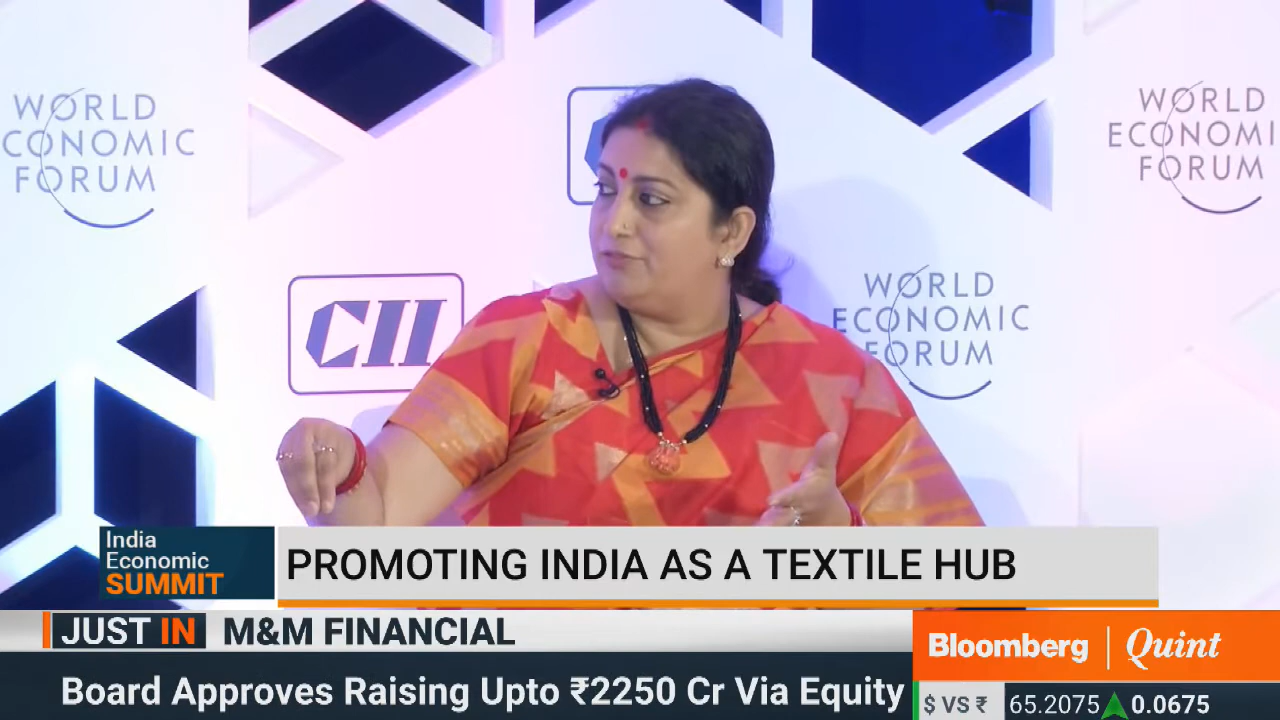 WORLD
ECONOMIC
FORUM
WORLD
ECONOMI
FORUM
CII
WORLD
ECONOMIC
FORUM
India
Economic
SUMMIT
PROMOTING INDIA AS A TEXTILE HUB
JUST IN M&M FINANCIAL
Board Approves Raising Upto ₹2250 Cr Via Equity
Bloomberg | Quint
$ VS ₹ 65.2075 ▲ 0.0675